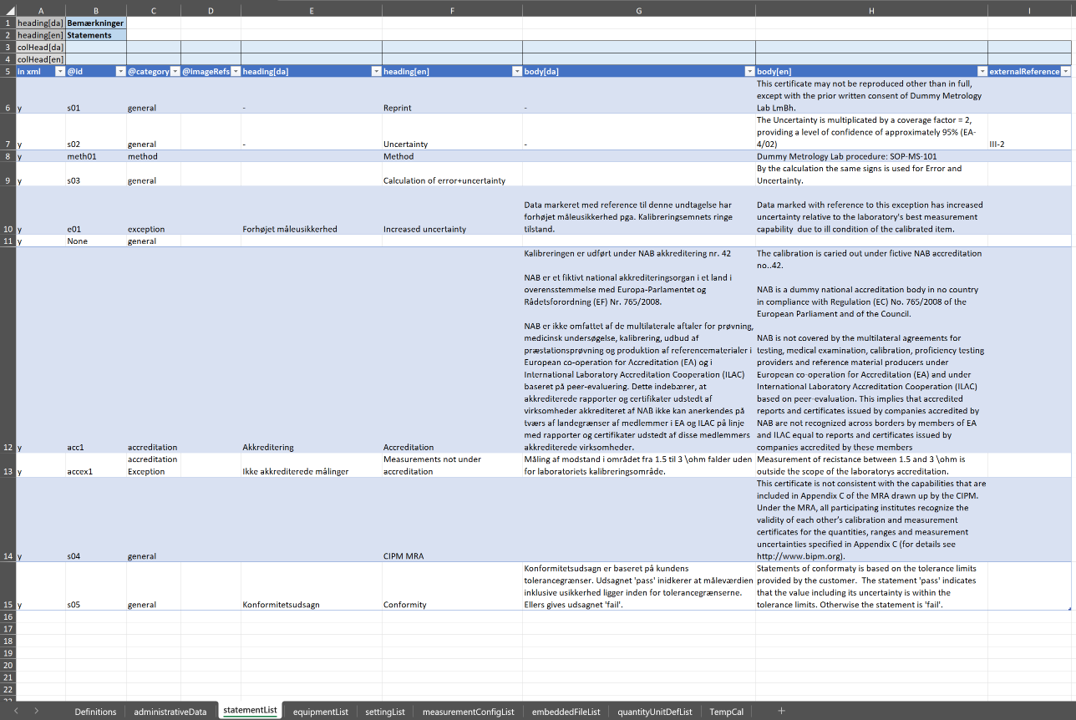 A B C D E F G H I
1 heading[da] Bemærkninger
2 heading[en] Statements
3 colHead[da]
4 colHead[en]
5 In xml @id @category @imageRefs heading[da] heading[en] body[da] body[en] externalReference
This certificate may not be reproduced other than in full,
except with the prior written consent of Dummy Metrology
6 y s01 general - Reprint - Lab LmBh.
The Uncertainty is multiplicated by a coverage factor = 2,
providing a level of confidence of approximately 95% (EA-
7 y s02 general - Uncertainty - 4/02) III-2
8 y meth01 method Method Dummy Metrology Lab procedure: SOP-MS-101
By the calculation the same signs is used for Error and
9 y s03 general Calculation of error+uncertainty Uncertainty.
Data markeret med reference til denne undtagelse har Data marked with reference to this exception has increased
forhøjet måleusikkerhed pga. Kalibreringsemnets ringe uncertainty relative to the laboratory's best measurement
10 y e01 exception Forhøjet måleusikkerhed Increased uncertainty tilstand. capability due to ill condition of the calibrated item.
11 y None general
Kalibreringen er udført under NAB akkreditering nr. 42 The calibration is caried out under fictive NAB accreditation
no..42.
NAB er et fiktivt national akkrediteringsorgan i et land i
overensstemmelse med Europa-Parlamentet og NAB is a dummy national accreditation body in no country
Rådetsforordning (EF) Nr. 765/2008. in compliance with Regulation (EC) No. 765/2008 of the
European Parliament and of the Council.
NAB er ikke omfattet af de multilaterale aftaler for prøvning,
medicinsk undersøgelse, kalibrering, udbud af NAB is not covered by the multilateral agreements for
præstationsprøvning og produktion af referencematerialer i testing, medical examination, calibration, proficiency testing
European co-operation for Accreditation (EA) og i providers and reference material producers under
International Laboratory Accreditation Cooperation (ILAC) European co-operation for Accreditation (EA) and under
baseret på peer-evaluering. Dette indebærer, at International Laboratory Accreditation Cooperation (ILAC)
akkrediterede rapporter og certifikater udstedt af based on peer-evaluation. This implies that accredited
virksomheder akkrediteret af NAB ikke kan anerkendes på reports and certificates issued by companies accredited by
tværs af landegrænser af medlemmer i EA og ILAC på linje NAB are not recognized across borders by members of EA
med rapporter og certifikater udstedt af disse medlemmers and ILAC equal to reports and certificates issued by
12 y acc1 accreditation Akkreditering Accreditation akkrediterede virksomheder. companies accredited by these members
accreditation Measurements not under Måling af modstand i området fra 1.5 til 3 \ohm falder uden Measurement of recistance between 1.5 and 3 \ohm is
13 y accex1 Exception Ikke akkrediterede målinger accreditation for laboratoriets kalibreringsområde. outside the scope of the laboratorys accreditation.
This certificate is not consistent with the capabilities that are
included in Appendix C of the MRA drawn up by the CIPM.
Under the MRA, all participating institutes recognize the
validity of each other's calibration and measurement
certificates for the quantities, ranges and measurement
uncertainties specified in Appendix C (for details see
14 y s04 general CIPM MRA http://www.bipm.org).
Konformitetsudsagn er baseret på kundens Statements of conformaty is based on the tolerance limits
tolerancegrænser. Udsagnet 'pass' inidkerer at måleværdien provided by the customer. The statement 'pass' indicates
inklusive usikkerhed ligger inden for tolerancegrænserne. that the value including its uncertainty is within the
15 y s05 general Konformitetsudsagn Conformity Ellers gives udsagnet 'fail'. tolerance limits. Otherwise the statement is 'fail'.
16
17
18
19
20
21
22
Definitions administrativeData statementList equipmentList settingList measurementConfigList embeddedFileList quantityUnitDefList TempCal +